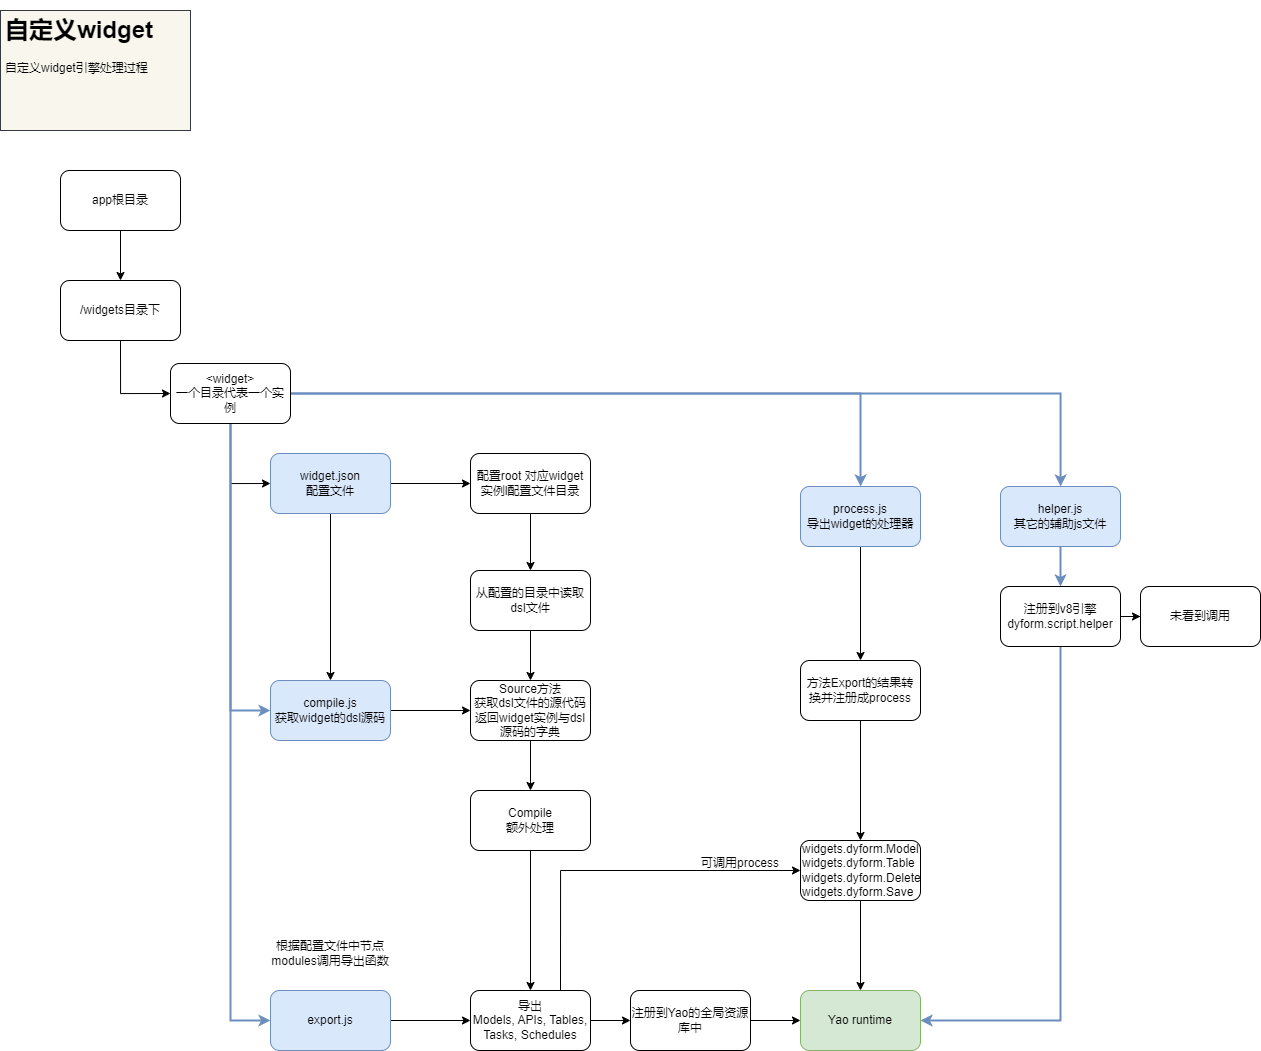 自定义widget
自定义widget引擎处理过程
app根目录
/widgets目录下
<widget>
一个目录代表一个实
例
widget.json
配置文件
配置root 对应widget
实例l配置文件目录
process.js
导出widget的处理器
helper.js
其它的辅助js文件
从配置的目录中读取
dsl文件
注册到v8引擎
dyform.script.helper
未看到调用
compile.js
获取widget的dsl源码
Source方法
获取dsl文件的源代码
返回widget实例与dsl
源码的字典
方法Export的结果转
换并注册成process
Compile
额外处理
可调用process
widgets.dyform.Model
widgets.dyform.Table
widgets.dyform.Delete
widgets.dyform.Save
根据配置文件中节点
modules调用导出函数
export.js
导出
Models, APIs, Tables,
Tasks, Schedules
注册到Yao的全局资源
库中
Yao runtime